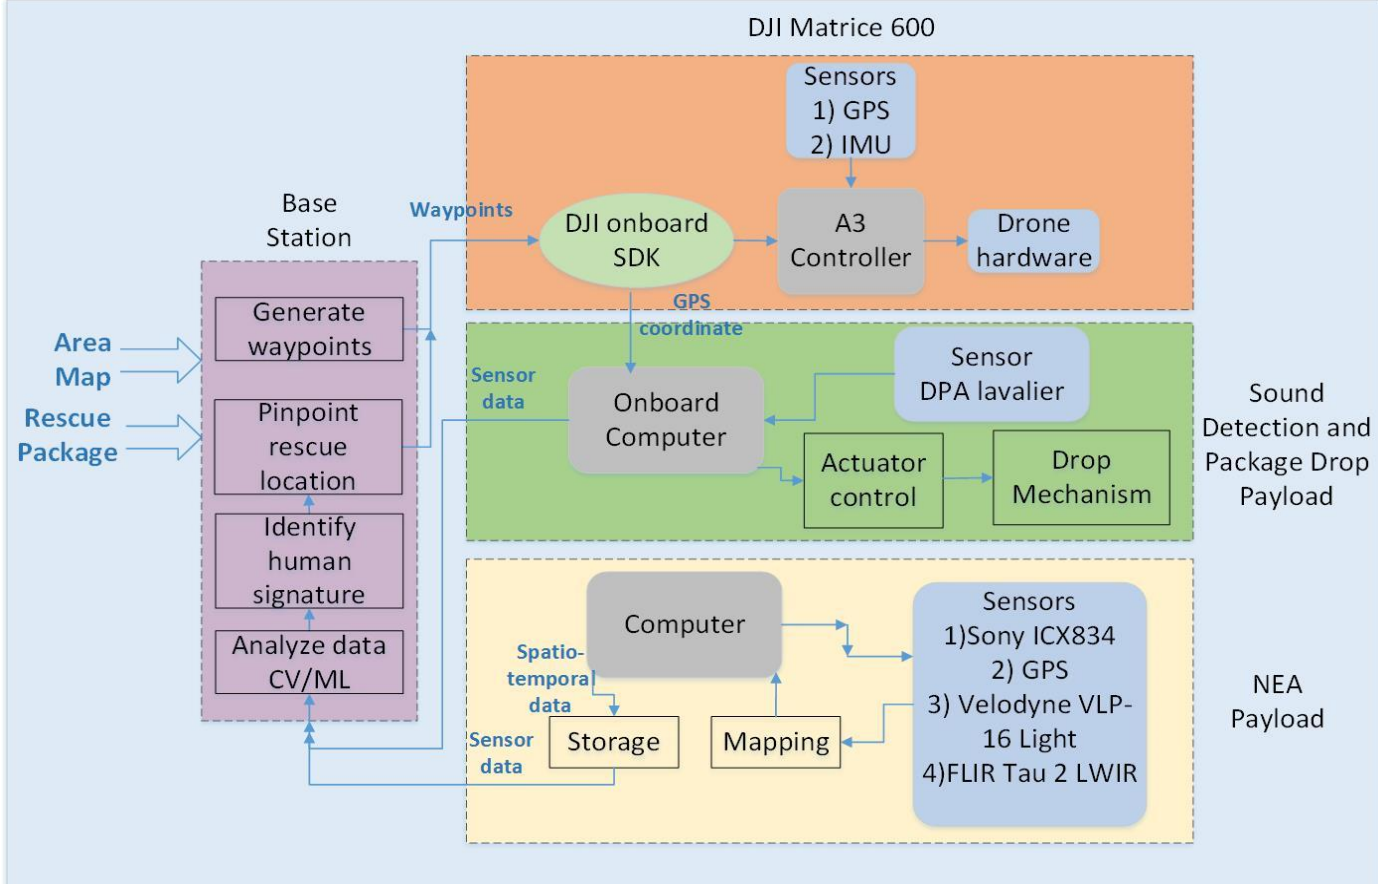 DJI Matrice 600
Sensors
1) GPS
2) IMU
Base
Station
Waypoints
DJI onboard
SDK
A3
Controller
Drone
hardware
GPS
coordinate
Generate
waypoints
Area
Map
Rescue
Package
Pinpoint
rescue
location
Identify
human
signature
Analyze data
CV/ML
Sensor
data
Onboard
Computer
Sensor
DPA lavalier
Actuator
control
Drop
Mechanism
Sound
Detection and
Package Drop
Payload
Computer
Spatio-
temporal
data
Sensor
data
Storage
Mapping
Sensors
1)Sony ICX834
2) GPS
3) Velodyne VLP-
16 Light
4)FLIR Tau 2 LWIR
NEA
Payload